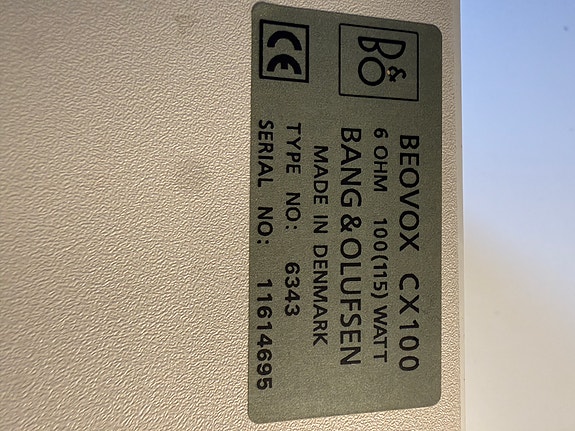 B&O
BEOVOX CX100
6 OHM 100(115) WATT
BANG & OLUFSEN
MADE IN DENMARK
CE
TYPE NO: 6343
SERIAL NO: 11614695